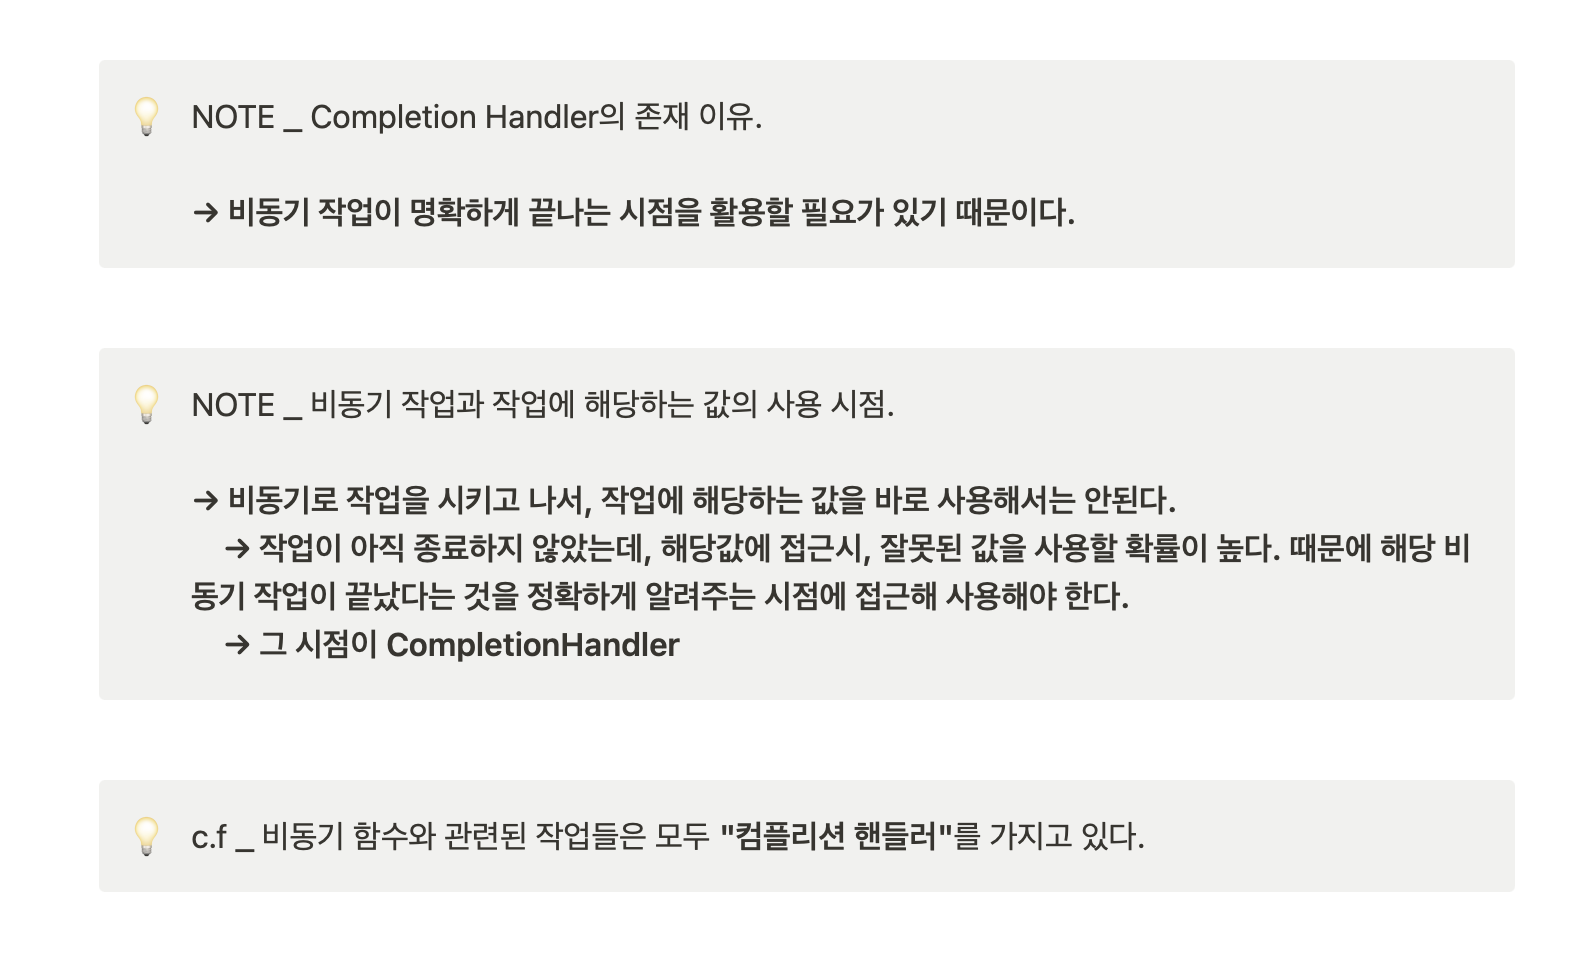 NOTE _ Completion Handler의 존재 이유.
→ 비동기 작업이 명확하게 끝나는 시점을 활용할 필요가 있기 때문이다.
NOTE _ 비동기 작업과 작업에 해당하는 값의 사용 시점.
→ 비동기로 작업을 시키고 나서, 작업에 해당하는 값을 바로 사용해서는 안된다.
→ 작업이 아직 종료하지 않았는데, 해당값에 접근시, 잘못된 값을 사용할 확률이 높다. 때문에 해당 비
동기 작업이 끝났다는 것을 정확하게 알려주는 시점에 접근해 사용해야 한다.
→ 그 시점이 CompletionHandler
c.f _ 비동기 함수와 관련된 작업들은 모두 "컴플리션 핸들러"를 가지고 있다.